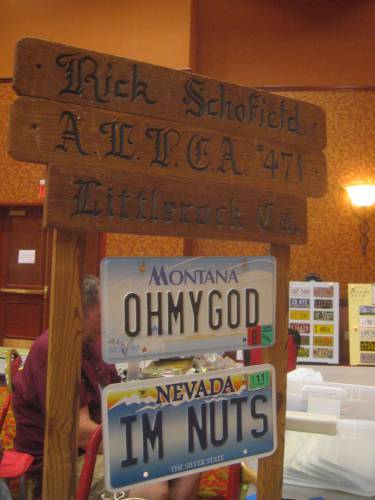 Rick Schofield
A.L.P.C.A. #471
Littlerock Ca.
MONTANA
OHMYGOD
NEVADA
11
IM NUTS
THE SILVER STATE